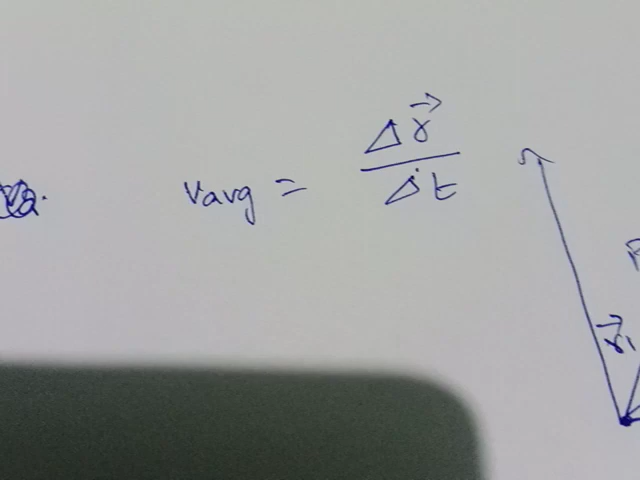 vavg = Δr⃗ / Δt
r⃗₁